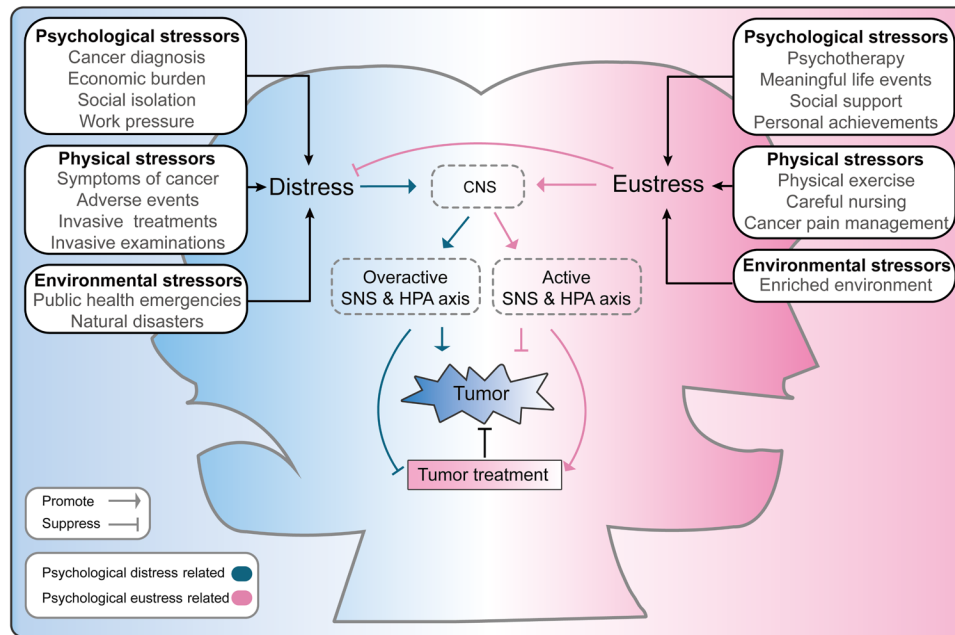 Psychological stressors
Cancer diagnosis
Economic burden
Social isolation
Work pressure
Physical stressors
Symptoms of cancer
Adverse events
Invasive treatments
Invasive examinations
Environmental stressors
Public health emergencies
Natural disasters
Psychological stressors
Psychotherapy
Meaningful life events
Social support
Personal achievements
Physical stressors
Physical exercise
Careful nursing
Cancer pain management
Environmental stressors
Enriched environment
Distress
CNS
Eustress
Overactive
SNS & HPA axis
Active
SNS & HPA axis
Tumor
Tumor treatment
Promote
Suppress
Psychological distress related
Psychological eustress related